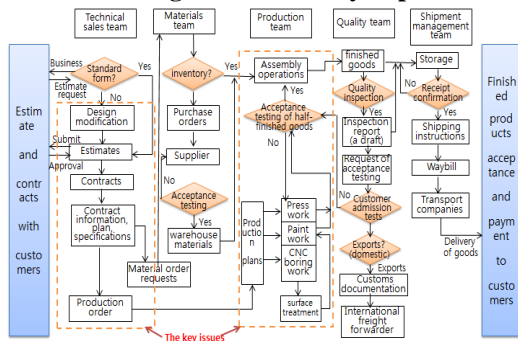 Technical
sales team
Materials
team
Production
team
Quality team
Shipment
management
team
Estim
ate
and
contr
acts
with
custo
mers
Business
Estimate
request
Submit
Approval
Standard
form?
Yes
No
Design
modification
Estimates
Contracts
Contract
information,
plan,
specifications
Material order
requests
Production
order
The key issues
inventory?
Yes
No
Purchase
orders
Supplier
No
Acceptance
testing
Yes
warehouse
materials
Assembly
operations
Yes
Acceptance
testing of half-
finished goods
No
Producti
on
plans
Press
work
Paint
work
CNC
boring
work
surface
treatment
finished
goods
Quality
inspection
Yes
Inspection
report
(a draft)
Request of
acceptance
testing
No
Customer
admission
tests
Yes
Exports?
(domestic)
Exports
Customs
documentation
International
freight
forwarder
Storage
No
Receipt
confirmation
Yes
Shipping
instructions
Waybill
Transport
companies
Delivery
of goods
Finish
ed
products
accep
tance
and
paym
ent
to
custo
mers